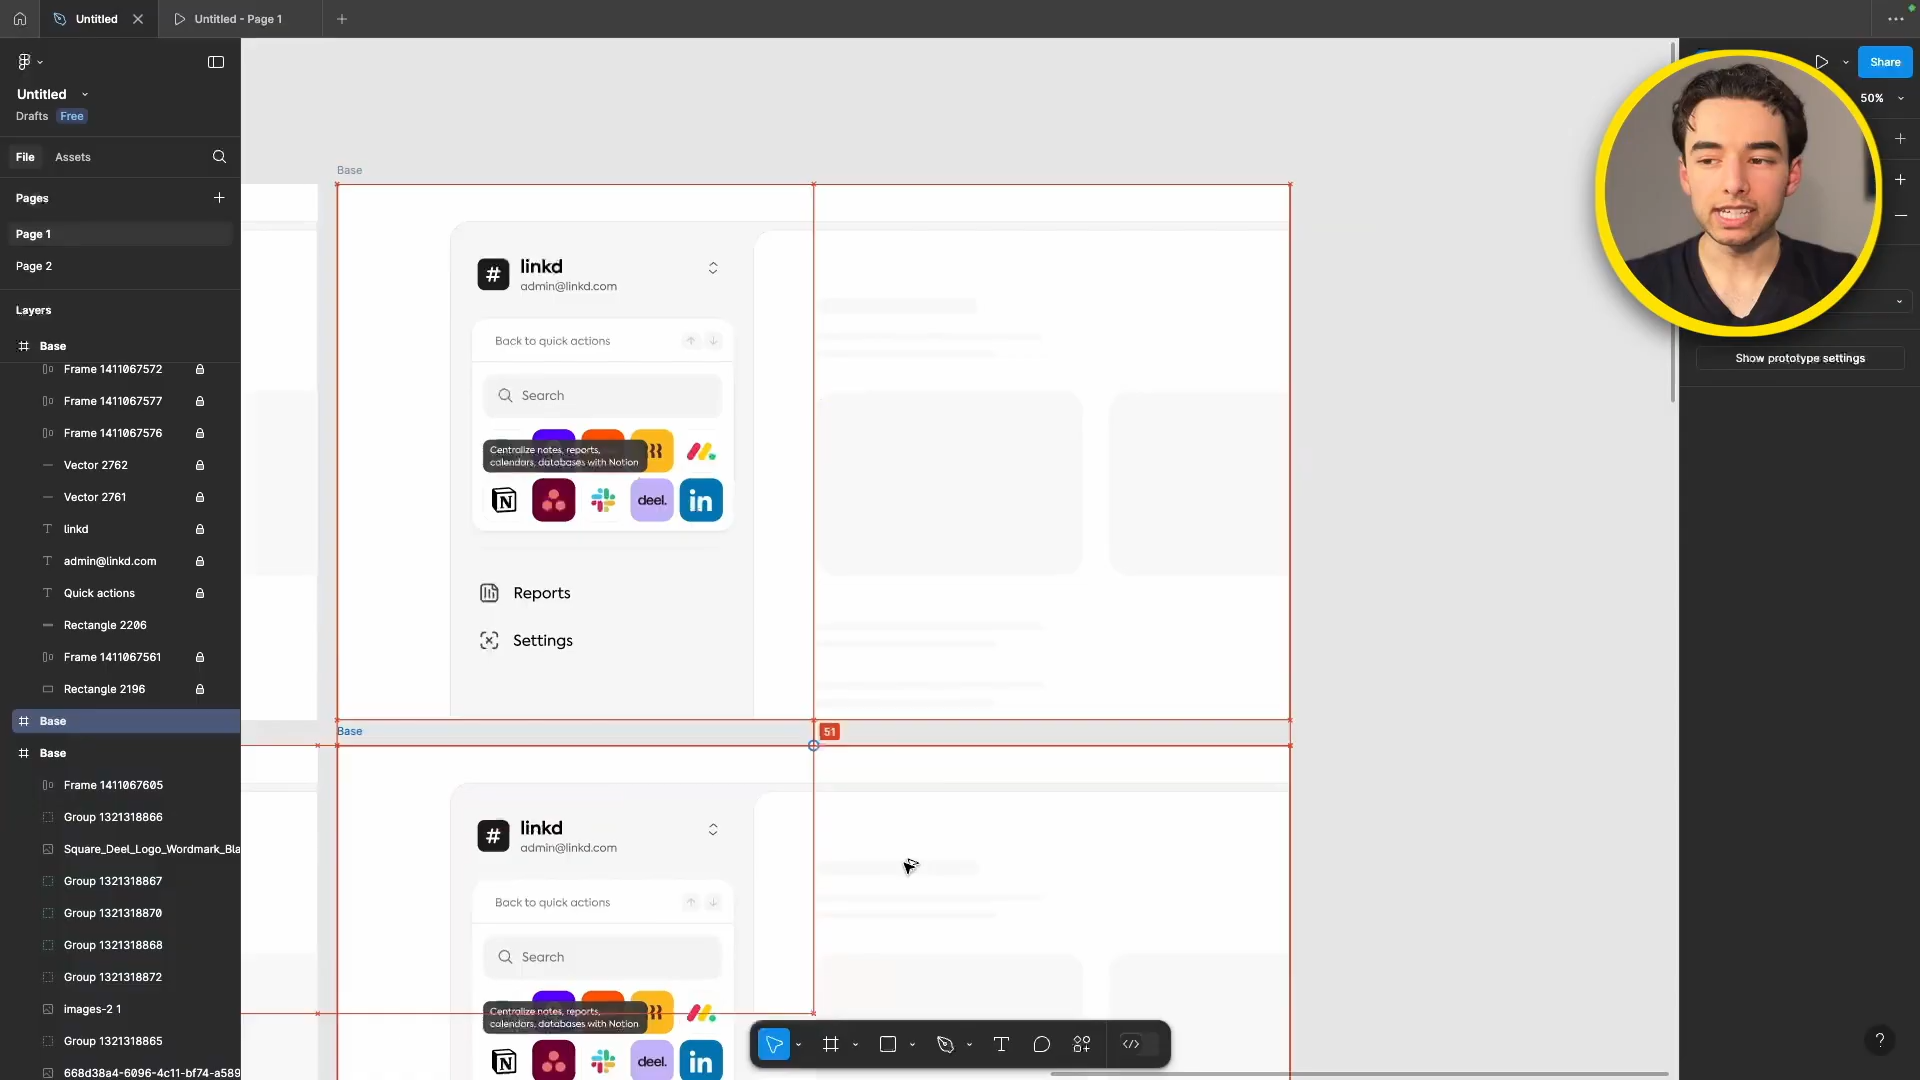 Untitled
Untitled - Page 1
Untitled
Drafts Free
File Assets
Pages
Page 1
Page 2
Layers
Base
Frame 1411067572
Frame 1411067577
Frame 1411067576
Vector 2762
Vector 2761
linkd
admin@linkd.com
Quick actions
Rectangle 2206
Frame 1411067561
Rectangle 2196
Base
Base
Frame 1411067605
Group 1321318866
Square_Deel_Logo_Wordmark_Bla
Group 1321318867
Group 1321318870
Group 1321318868
Group 1321318872
images-2 1
Group 1321318865
668d38a4-6096-4c11-bf74-a589
Base
# linkd
admin@linkd.com
Back to quick actions
Search
Centralize notes, reports,
calendars, databases with Notion
N deel. in
Reports
Settings
Base
51
# linkd
admin@linkd.com
Back to quick actions
Search
Centralize notes, reports,
calendars, databases with Notion
N deel. in
Share
50%
Show prototype settings
?